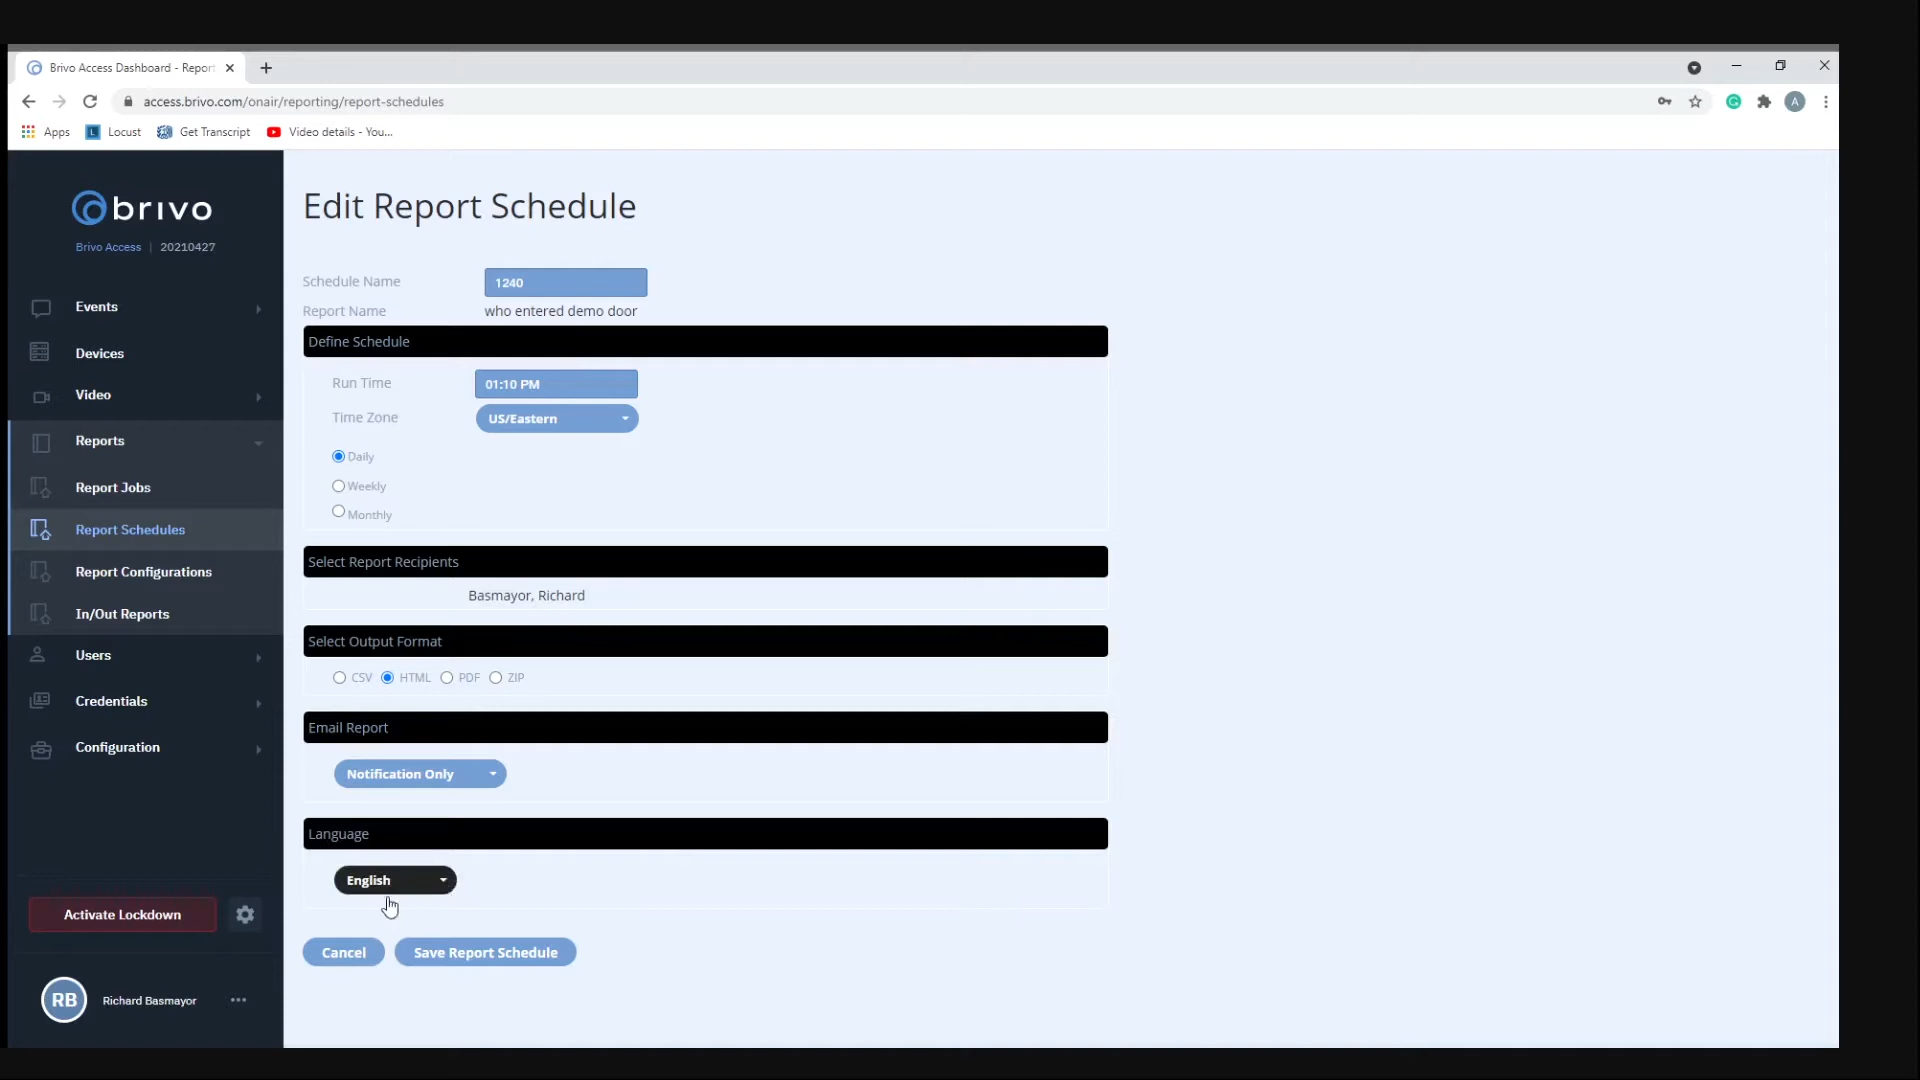 Brivo Access Dashboard - Report
access.brivo.com/onair/reporting/report-schedules
A
Apps
Locust
Get Transcript
Video details - You...
brivo
Brivo Access | 20210427
Events
Devices
Video
Reports
Report Jobs
Report Schedules
Report Configurations
In/Out Reports
Users
Credentials
Configuration
Activate Lockdown
RB
Richard Basmayor
Edit Report Schedule
Schedule Name 1240
Report Name who entered demo door
Define Schedule
Run Time 01:10 PM
Time Zone US/Eastern
Daily
Weekly
Monthly
Select Report Recipients
Basmayor, Richard
Select Output Format
CSV HTML PDF ZIP
Email Report
Notification Only
Language
English
Cancel Save Report Schedule